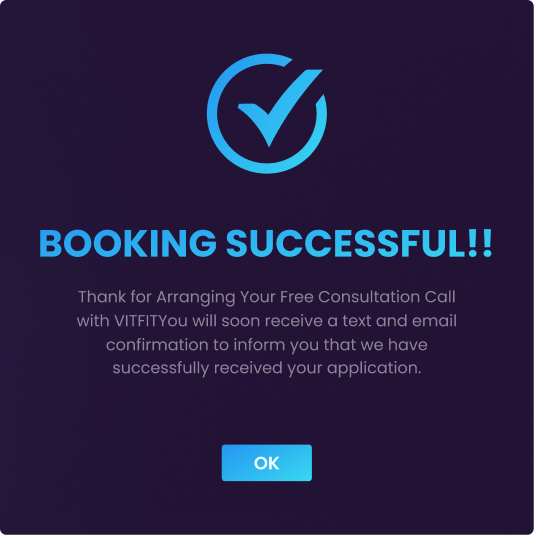 BOOKING SUCCESSFUL!!
Thank for Arranging Your Free Consultation Call
with VITFITYou will soon receive a text and email
confirmation to inform you that we have
successfully received your application.
OK